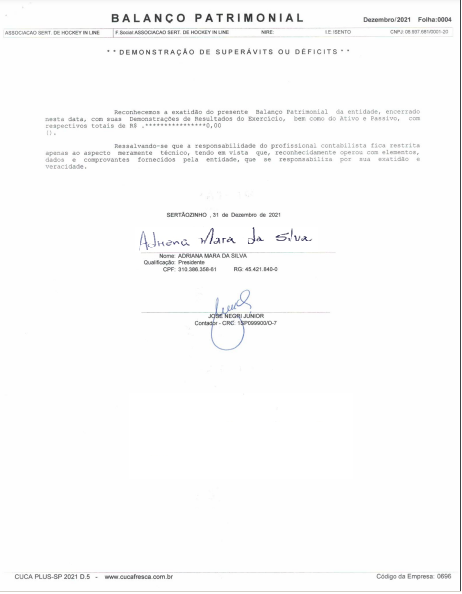 BALANÇO PATRIMONIAL
Dezembro/2021 Folha:0004
ASSOCIACAO SERT. DE HOCKEY IN LINE F.Social:ASSOCIACAO SERT. DE HOCKEY IN LINE NIRE: I.E:ISENTO CNPJ: 08.937.681/0001-20
* * DEMONSTRAÇÃO DE SUPERÁVITS OU DÉFICITS * *
Reconhecemos a exatidão do presente Balanço Patrimonial da entidade, encerrado
nesta data, com suas Demonstrações de Resultados do Exercício, bem como do Ativo e Passivo, com
respectivos totais de R$ .****************0,00
().
Ressalvando-se que a responsabilidade do profissional contabilista fica restrita
apenas ao aspecto meramente técnico, tendo em vista que, reconhecidamente operou com elementos,
dados e comprovantes fornecidos pela entidade, que se responsabiliza por sua exatidão e
veracidade.
SERTÃOZINHO , 31 de Dezembro de 2021
Adriana Mara da Silva
Nome: ADRIANA MARA DA SILVA
Qualificação: Presidente
CPF: 310.386.358-61 RG: 45.421.840-0
JOSE NEGRI JUNIOR
Contador - CRC: 1SP099900/O-7
CUCA PLUS-SP 2021 D.5 - www.cucafresca.com.br
Código da Empresa: 0696